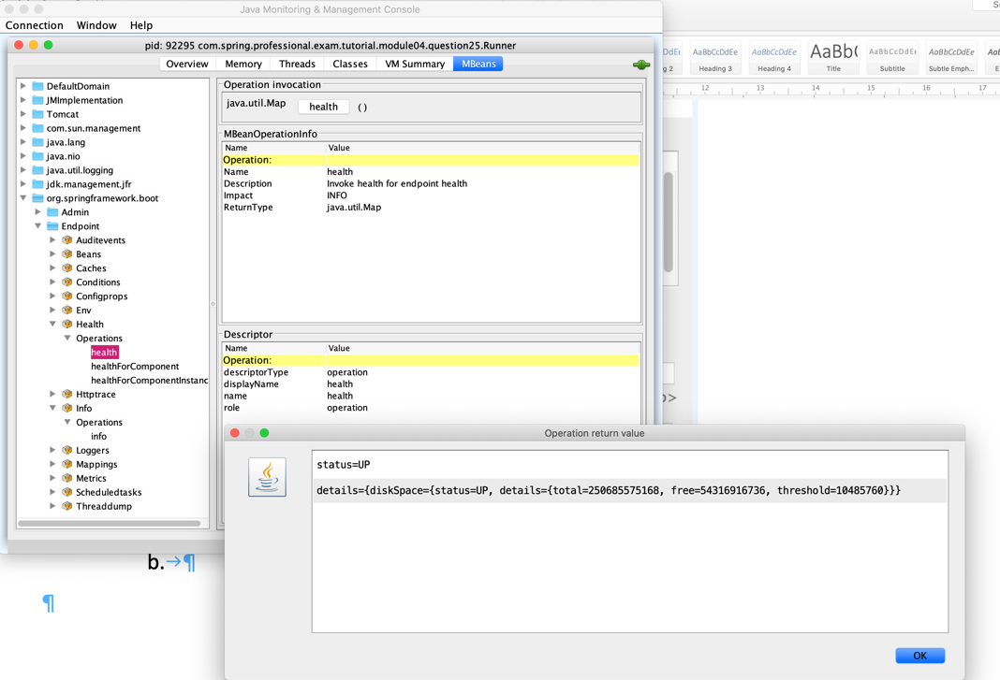 Java Monitoring & Management Console
Connection Window Help
pid: 92295 com.spring.professional.exam.tutorial.module04.question25.Runner
Overview Memory Threads Classes VM Summary MBeans
DefaultDomain
JMImplementation
Tomcat
com.sun.management
java.lang
java.nio
java.util.logging
jdk.management.jfr
org.springframework.boot
Admin
Endpoint
Auditevents
Beans
Caches
Conditions
Configprops
Env
Health
Operations
health
healthForComponent
healthForComponentInstanc
Httptrace
Info
Operations
info
Loggers
Mappings
Metrics
Scheduledtasks
Threaddump
Operation invocation
java.util.Map health ( )
MBeanOperationInfo
Name Value
Operation:
Name health
Description Invoke health for endpoint health
Impact INFO
ReturnType java.util.Map
Descriptor
Name Value
Operation:
descriptorType operation
displayName health
name health
role operation
Operation return value
status=UP
details={diskSpace={status=UP, details={total=250685575168, free=54316916736, threshold=10485760}}}
OK
AaBbCcDdEe AaBbCcDdEe AaBb( AaBbCcDdEe AaBbCcDdEe
g 2 Heading 3 Heading 4 Title Subtitle Subtle Emph...
12 13 14 15 16 17
b.→¶
¶